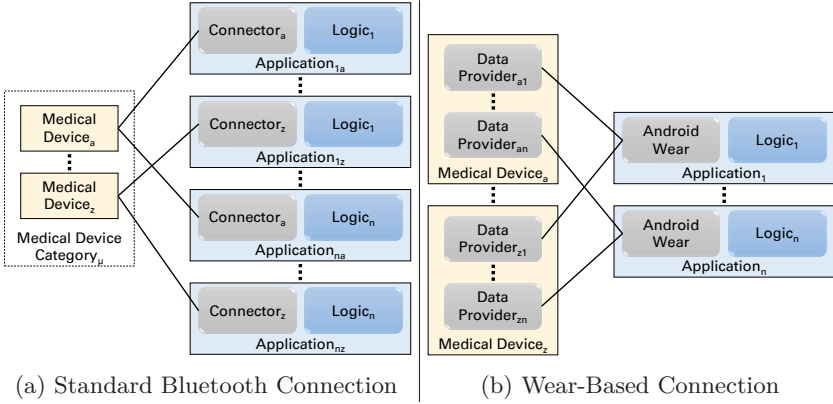 Connector_a
Logic_1
Application_1a
Connector_z
Logic_1
Application_1z
Connector_a
Logic_n
Application_na
Connector_z
Logic_n
Application_nz
Medical
Device_a
Medical
Device_z
Medical Device
Category_μ
(a) Standard Bluetooth Connection
Data
Provider_a1
Data
Provider_an
Medical Device_a
Data
Provider_z1
Data
Provider_zn
Medical Device_z
Android
Wear
Logic_1
Application_1
Android
Wear
Logic_n
Application_n
(b) Wear-Based Connection